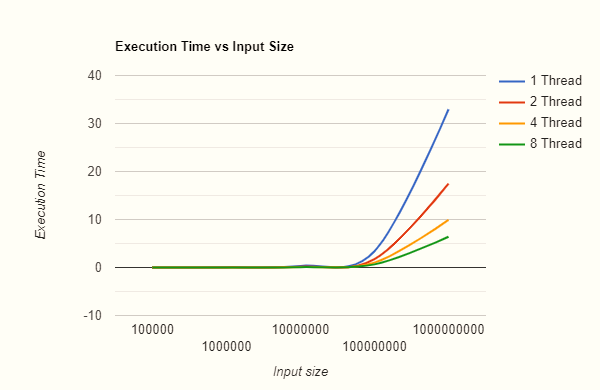 Execution Time vs Input Size
40
30
20
10
0
-10
Execution Time
100000
1000000
10000000
100000000
1000000000
Input size
1 Thread
2 Thread
4 Thread
8 Thread